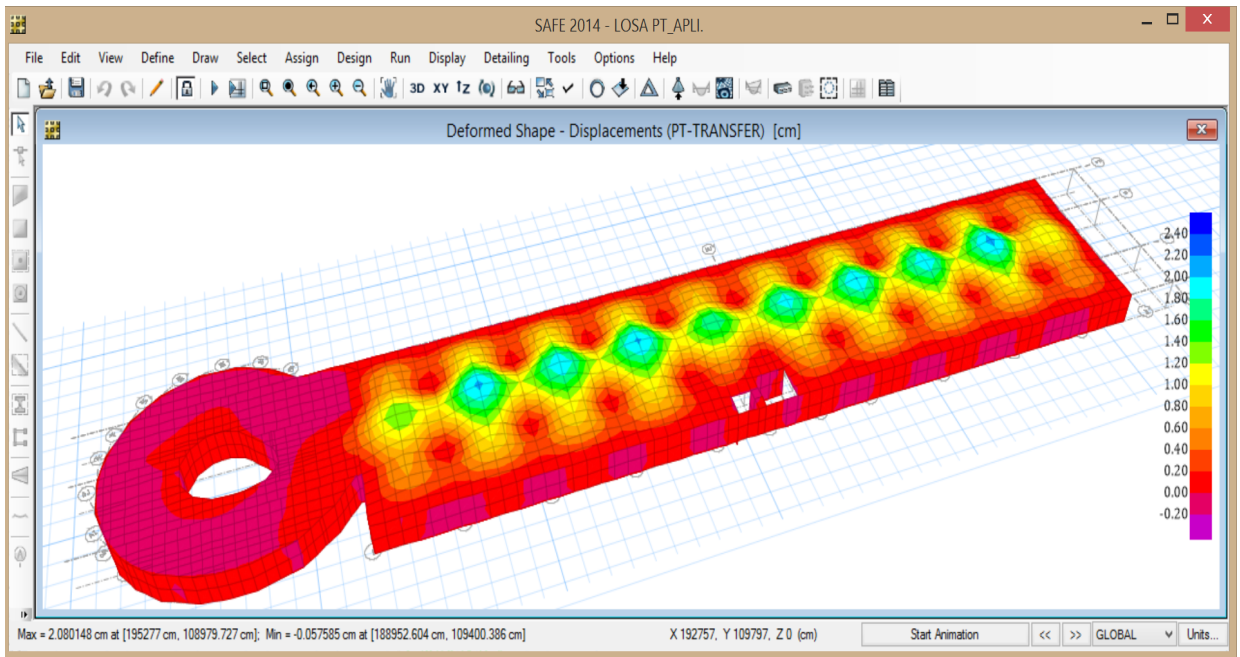 SAFE 2014 - LOSA PT_APLI.
File Edit View Define Draw Select Assign Design Run Display Detailing Tools Options Help
3D XY
Deformed Shape - Displacements (PT-TRANSFER) [cm]
2.40
2.20
2.00
1.80
1.60
1.40
1.20
1.00
0.80
0.60
0.40
0.20
0.00
-0.20
Max = 2.080148 cm at [195277 cm, 108979.727 cm]; Min = -0.057585 cm at [188952.604 cm, 109400.386 cm] X 192757, Y 109797, Z 0 (cm) Start Animation << >> GLOBAL Units...